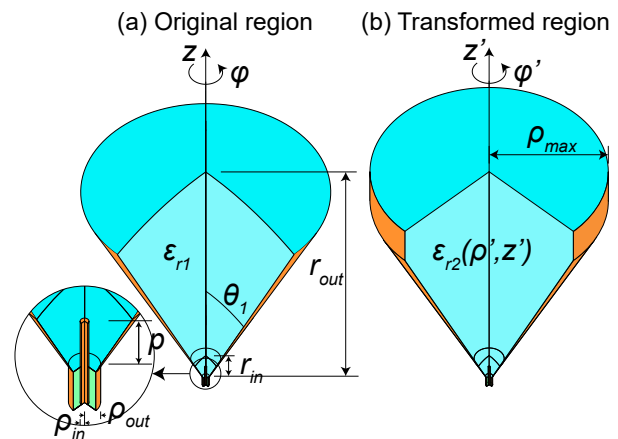 (a) Original region
(b) Transformed region
z
φ
z'
φ'
ρmax
εr1
rout
εr2(ρ',z')
θ1
p
rin
ρin
ρout